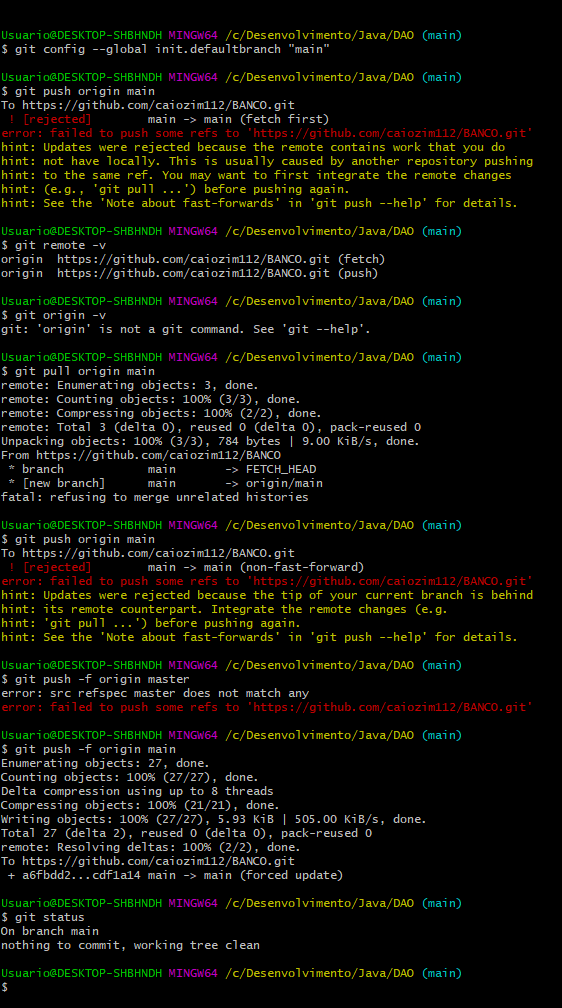 Usuario@DESKTOP-SHBHNDH MINGW64 /c/Desenvolvimento/Java/DAO (main)
$ git config --global init.defaultbranch "main"
Usuario@DESKTOP-SHBHNDH MINGW64 /c/Desenvolvimento/Java/DAO (main)
$ git push origin main
To https://github.com/caiozim112/BANCO.git
 ! [rejected]        main -> main (fetch first)
error: failed to push some refs to 'https://github.com/caiozim112/BANCO.git'
hint: Updates were rejected because the remote contains work that you do
hint: not have locally. This is usually caused by another repository pushing
hint: to the same ref. You may want to first integrate the remote changes
hint: (e.g., 'git pull ...') before pushing again.
hint: See the 'Note about fast-forwards' in 'git push --help' for details.
Usuario@DESKTOP-SHBHNDH MINGW64 /c/Desenvolvimento/Java/DAO (main)
$ git remote -v
origin  https://github.com/caiozim112/BANCO.git (fetch)
origin  https://github.com/caiozim112/BANCO.git (push)
Usuario@DESKTOP-SHBHNDH MINGW64 /c/Desenvolvimento/Java/DAO (main)
$ git origin -v
git: 'origin' is not a git command. See 'git --help'.
Usuario@DESKTOP-SHBHNDH MINGW64 /c/Desenvolvimento/Java/DAO (main)
$ git pull origin main
remote: Enumerating objects: 3, done.
remote: Counting objects: 100% (3/3), done.
remote: Compressing objects: 100% (2/2), done.
remote: Total 3 (delta 0), reused 0 (delta 0), pack-reused 0
Unpacking objects: 100% (3/3), 784 bytes | 9.00 KiB/s, done.
From https://github.com/caiozim112/BANCO
 * branch            main       -> FETCH_HEAD
 * [new branch]      main       -> origin/main
fatal: refusing to merge unrelated histories
Usuario@DESKTOP-SHBHNDH MINGW64 /c/Desenvolvimento/Java/DAO (main)
$ git push origin main
To https://github.com/caiozim112/BANCO.git
 ! [rejected]        main -> main (non-fast-forward)
error: failed to push some refs to 'https://github.com/caiozim112/BANCO.git'
hint: Updates were rejected because the tip of your current branch is behind
hint: its remote counterpart. Integrate the remote changes (e.g.
hint: 'git pull ...') before pushing again.
hint: See the 'Note about fast-forwards' in 'git push --help' for details.
Usuario@DESKTOP-SHBHNDH MINGW64 /c/Desenvolvimento/Java/DAO (main)
$ git push -f origin master
error: src refspec master does not match any
error: failed to push some refs to 'https://github.com/caiozim112/BANCO.git'
Usuario@DESKTOP-SHBHNDH MINGW64 /c/Desenvolvimento/Java/DAO (main)
$ git push -f origin main
Enumerating objects: 27, done.
Counting objects: 100% (27/27), done.
Delta compression using up to 8 threads
Compressing objects: 100% (21/21), done.
Writing objects: 100% (27/27), 5.93 KiB | 505.00 KiB/s, done.
Total 27 (delta 2), reused 0 (delta 0), pack-reused 0
remote: Resolving deltas: 100% (2/2), done.
To https://github.com/caiozim112/BANCO.git
 + a6fbdd2...cdf1a14 main -> main (forced update)
Usuario@DESKTOP-SHBHNDH MINGW64 /c/Desenvolvimento/Java/DAO (main)
$ git status
On branch main
nothing to commit, working tree clean
Usuario@DESKTOP-SHBHNDH MINGW64 /c/Desenvolvimento/Java/DAO (main)
$